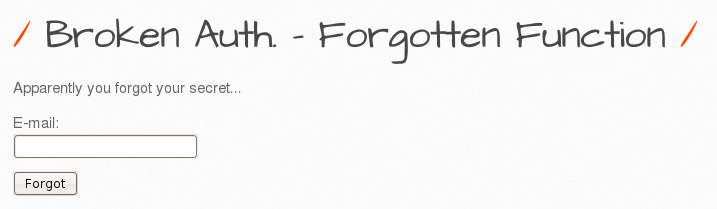 / Broken Auth. - Forgotten Function /
Apparently you forgot your secret...
E-mail:
Forgot